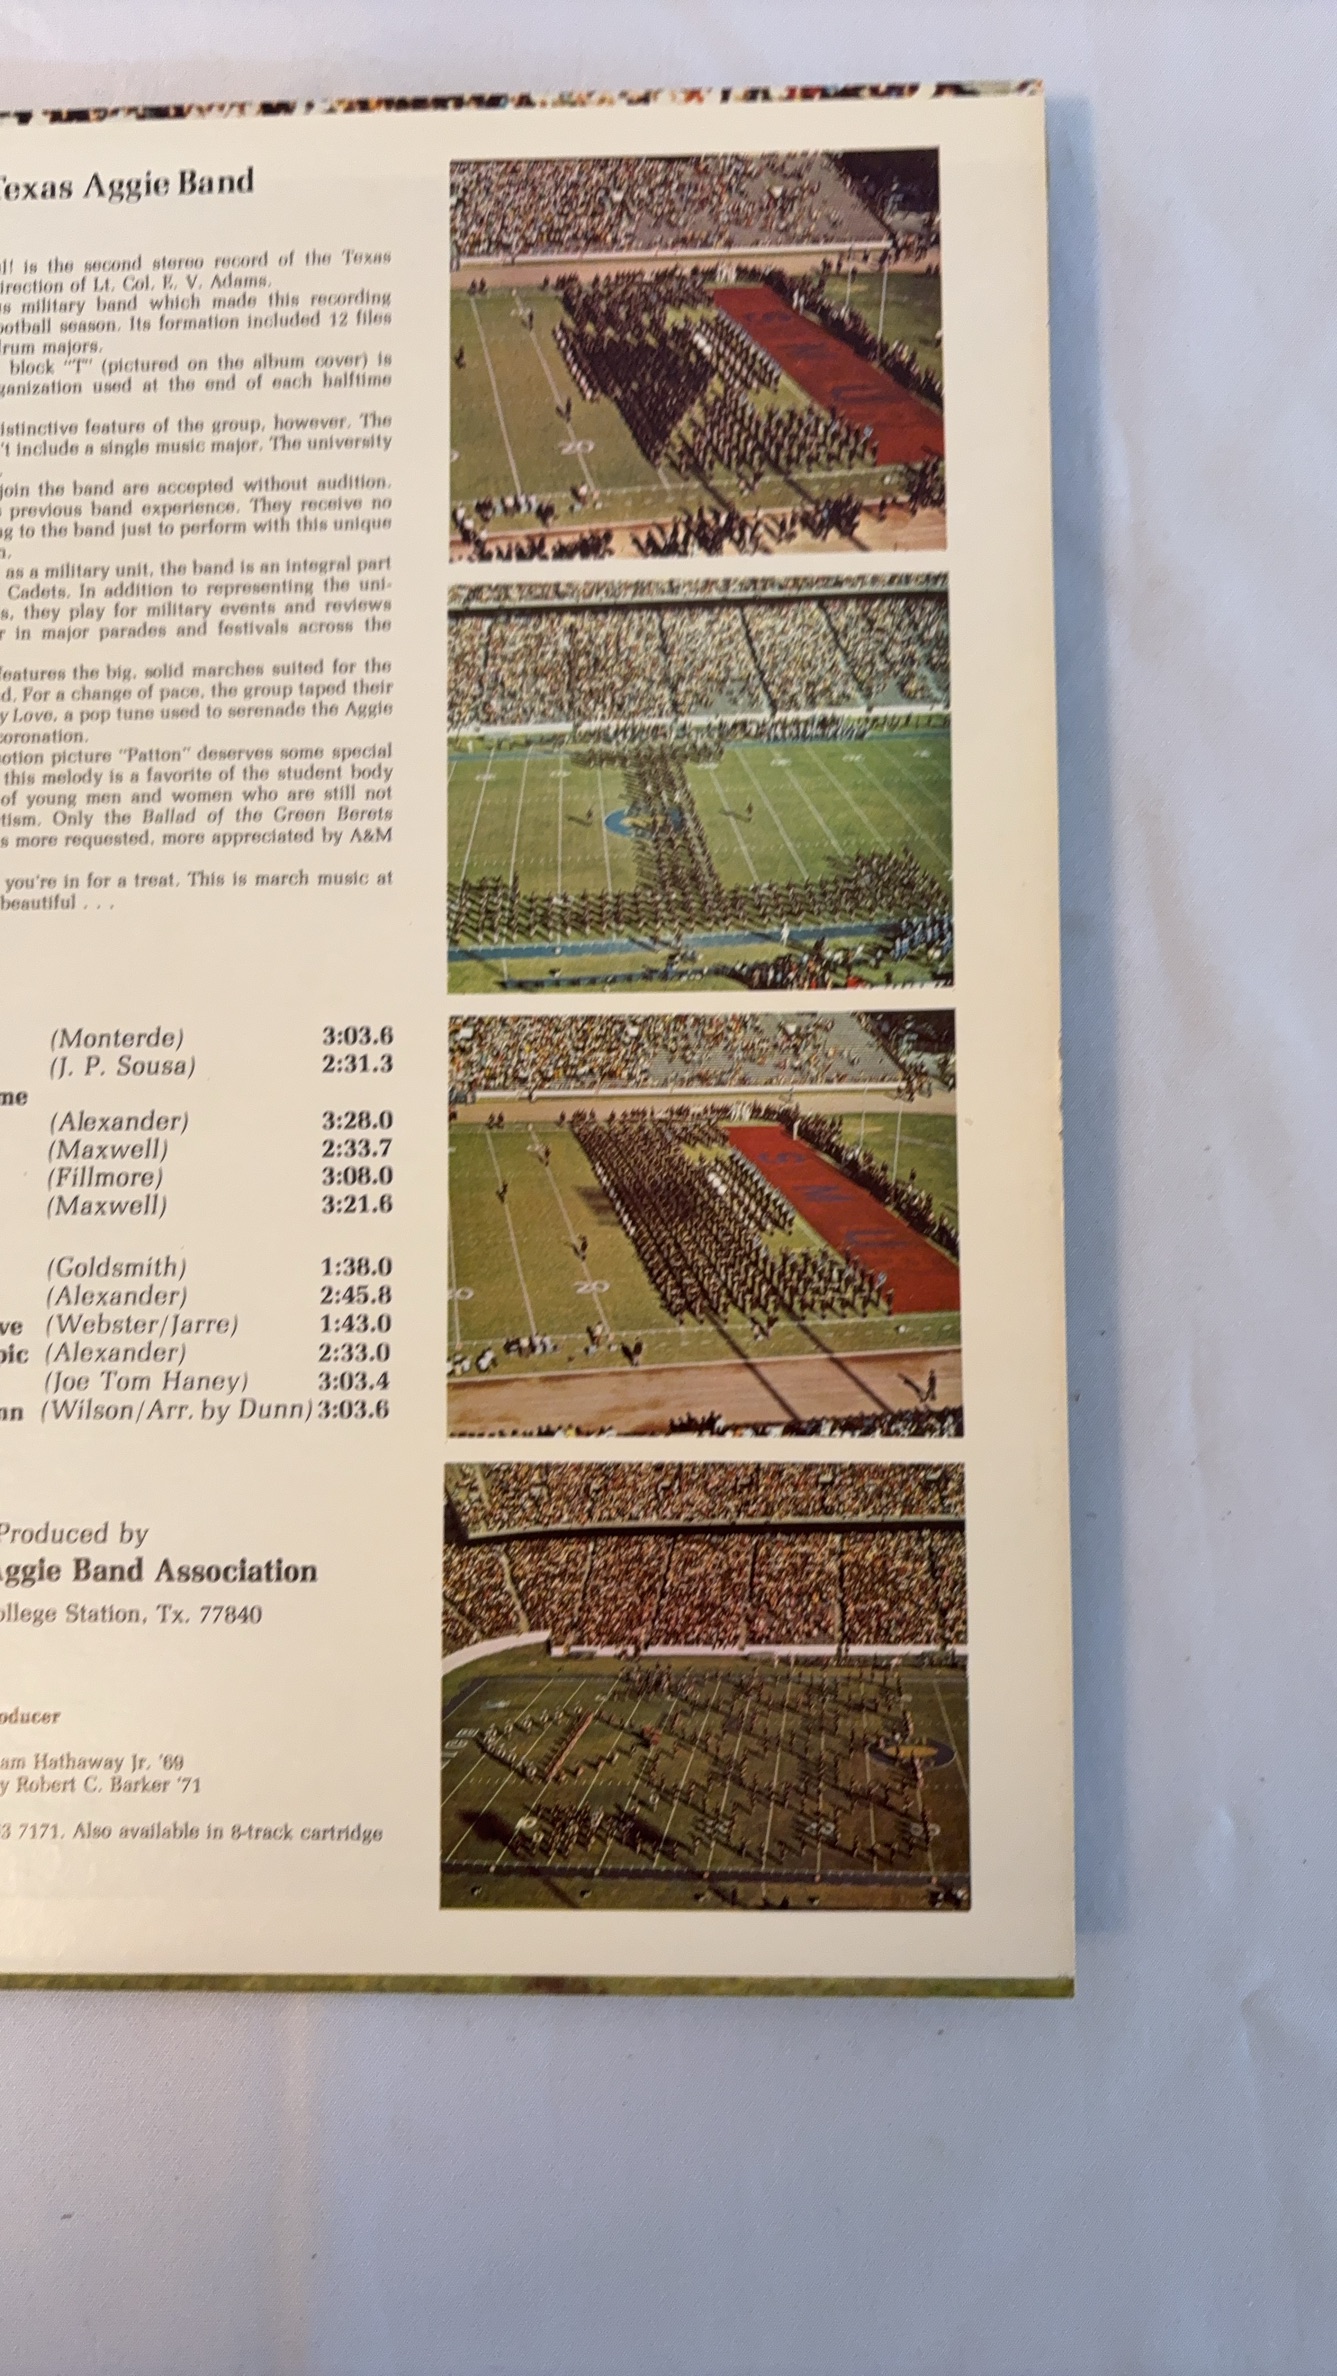 Texas Aggie Band
ll! is the second stereo record of the Texas
irection of Lt. Col. E. V. Adams.
s military band which made this recording
ootball season. Its formation included 12 files
rum majors.
block "T" (pictured on the album cover) is
ganization used at the end of each halftime
istinctive feature of the group, however. The
't include a single music major. The university
join the band are accepted without audition.
previous band experience. They receive no
ng to the band just to perform with this unique
n.
as a military unit, the band is an integral part
Cadets. In addition to representing the uni-
s, they play for military events and reviews
r in major parades and festivals across the
features the big, solid marches suited for the
d. For a change of pace, the group taped their
y Love, a pop tune used to serenade the Aggie
coronation.
otion picture "Patton" deserves some special
this melody is a favorite of the student body
of young men and women who are still not
tism. Only the Ballad of the Green Berets
s more requested, more appreciated by A&M
you're in for a treat. This is march music at
beautiful . . .
(Monterde) 3:03.6
(J. P. Sousa) 2:31.3
me
(Alexander) 3:28.0
(Maxwell) 2:33.7
(Fillmore) 3:08.0
(Maxwell) 3:21.6
(Goldsmith) 1:38.0
(Alexander) 2:45.8
ve (Webster/Jarre) 1:43.0
pic (Alexander) 2:33.0
(Joe Tom Haney) 3:03.4
nn (Wilson/Arr. by Dunn) 3:03.6
Produced by
Aggie Band Association
ollege Station, Tx. 77840
oducer
am Hathaway Jr. '69
y Robert C. Barker '71
3 7171. Also available in 8-track cartridge
S M U
20
S M U
20